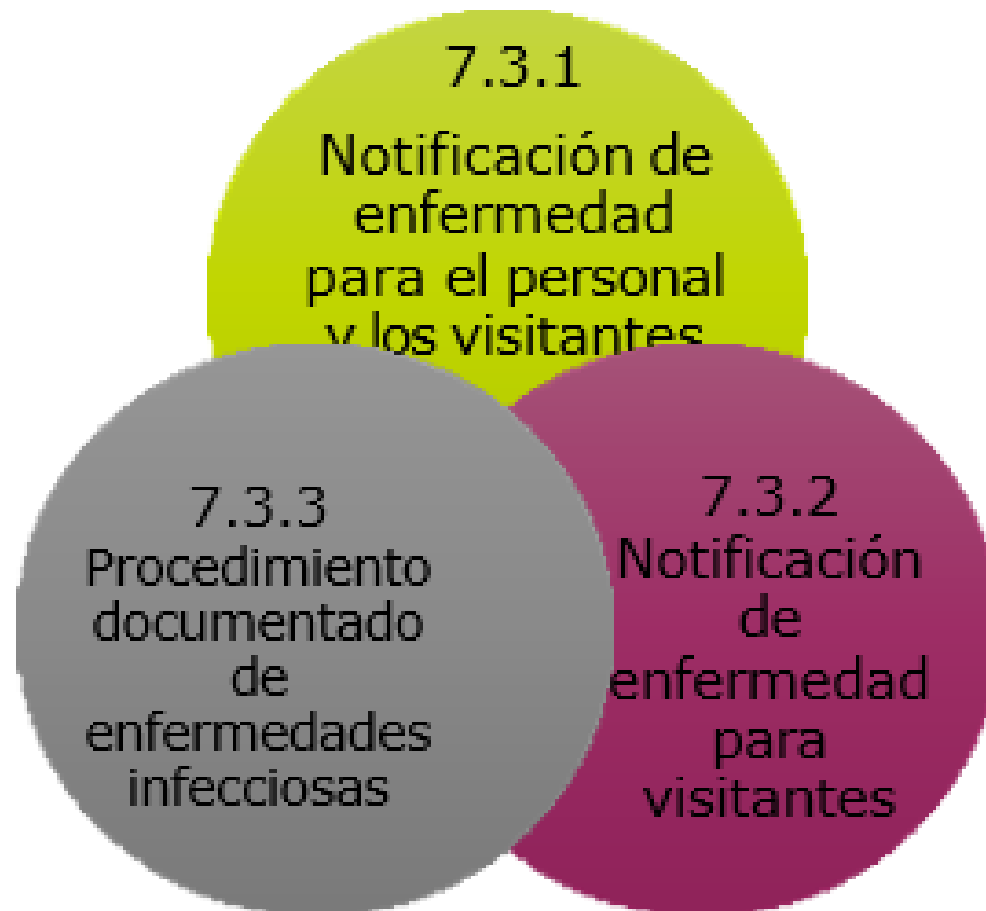 7.3.1
Notificación de
enfermedad
para el personal
y los visitantes
7.3.3
Procedimiento
documentado
de
enfermedades
infecciosas
7.3.2
Notificación
de
enfermedad
para
visitantes